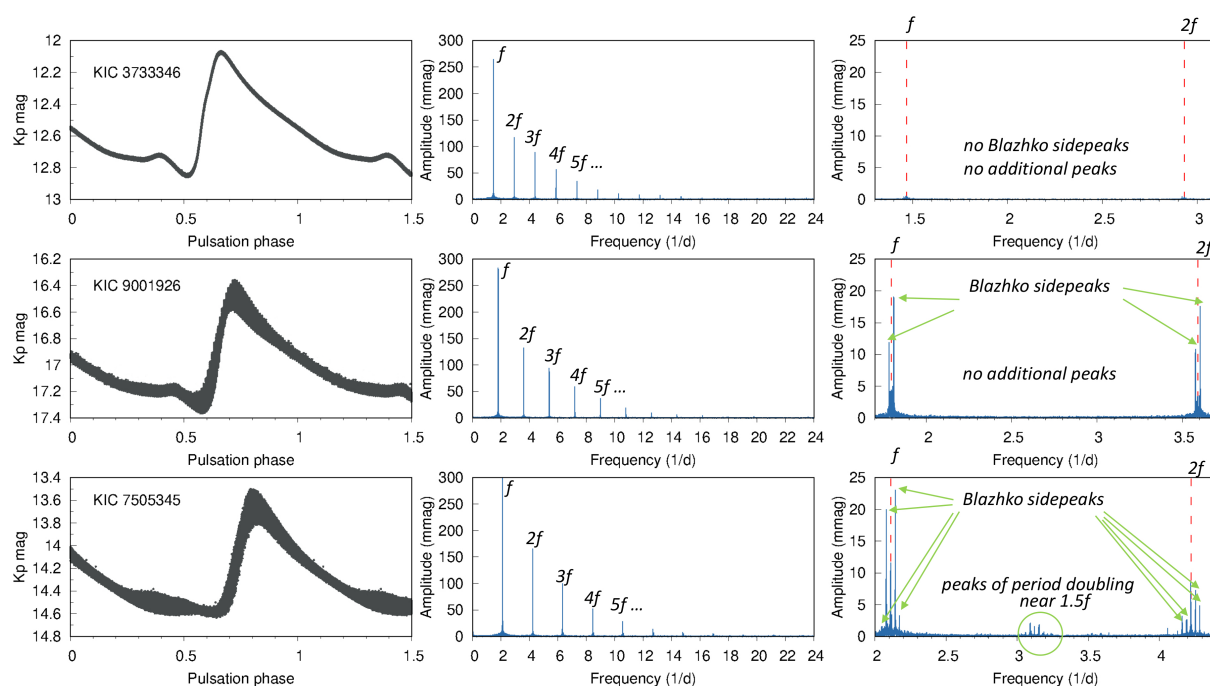 KIC 3733346
Kp mag
12
12.2
12.4
12.6
12.8
13
0
0.5
1
1.5
Pulsation phase
Amplitude (mmag)
300
250
200
150
100
50
0
f
2f
3f
4f
5f ...
0 2 4 6 8 10 12 14 16 18 20 22 24
Frequency (1/d)
f
2f
Amplitude (mmag)
25
20
15
10
5
0
no Blazhko sidepeaks
no additional peaks
1.5
2
2.5
3
Frequency (1/d)
KIC 9001926
Kp mag
16.2
16.4
16.6
16.8
17
17.2
17.4
0
0.5
1
1.5
Pulsation phase
Amplitude (mmag)
300
250
200
150
100
50
0
f
2f
3f
4f
5f ...
0 2 4 6 8 10 12 14 16 18 20 22 24
Frequency (1/d)
f
2f
Amplitude (mmag)
25
20
15
10
5
0
Blazhko sidepeaks
no additional peaks
2
2.5
3
3.5
Frequency (1/d)
KIC 7505345
Kp mag
13.4
13.6
13.8
14
14.2
14.4
14.6
14.8
0
0.5
1
1.5
Pulsation phase
Amplitude (mmag)
300
250
200
150
100
50
0
f
2f
3f
4f
5f ...
0 2 4 6 8 10 12 14 16 18 20 22 24
Frequency (1/d)
f
2f
Amplitude (mmag)
25
20
15
10
5
0
Blazhko sidepeaks
peaks of period doubling
near 1.5f
2
2.5
3
3.5
4
Frequency (1/d)